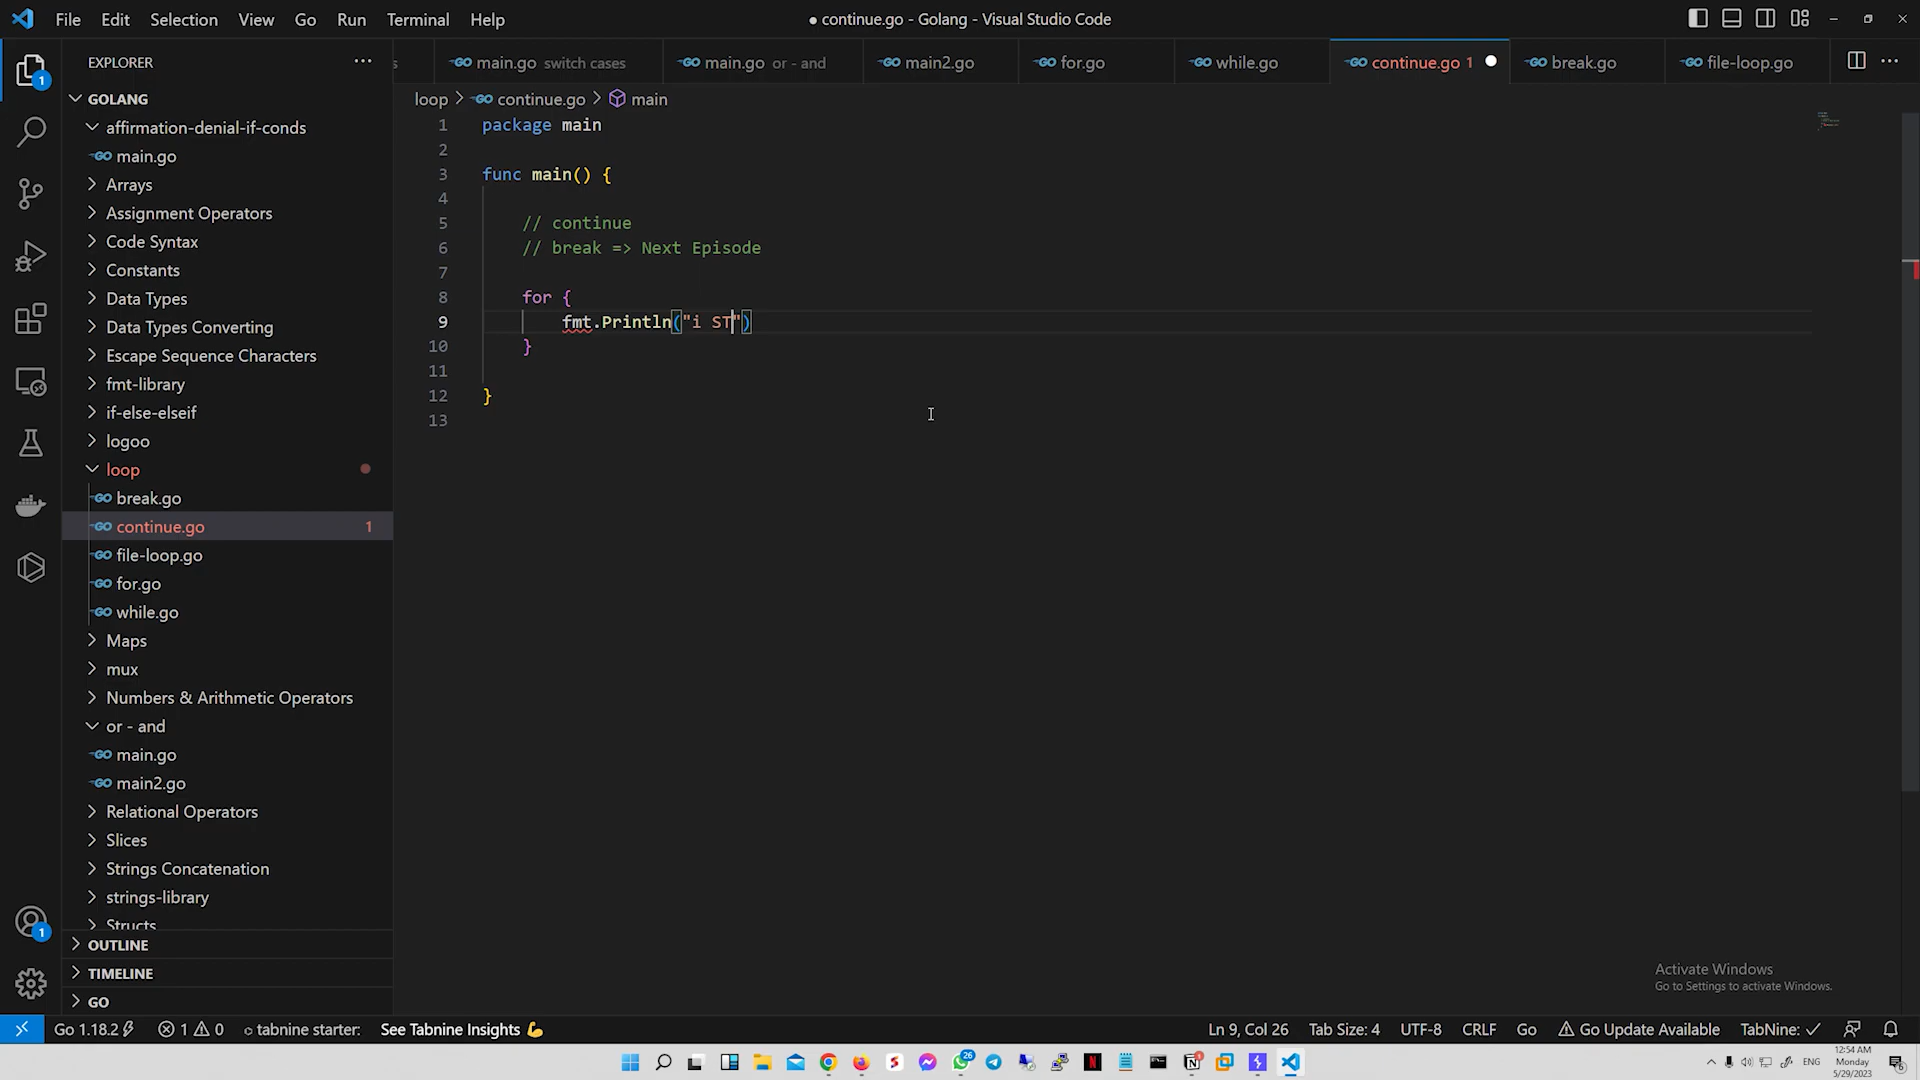 File Edit Selection View Go Run Terminal Help
● continue.go - Golang - Visual Studio Code
EXPLORER
main.go switch cases
main.go or - and
main2.go
for.go
while.go
continue.go 1
break.go
file-loop.go
loop > continue.go > main
GOLANG
affirmation-denial-if-conds
main.go
Arrays
Assignment Operators
Code Syntax
Constants
Data Types
Data Types Converting
Escape Sequence Characters
fmt-library
if-else-elseif
logoo
loop
break.go
continue.go 1
file-loop.go
for.go
while.go
Maps
mux
Numbers & Arithmetic Operators
or - and
main.go
main2.go
Relational Operators
Slices
Strings Concatenation
strings-library
Structs
OUTLINE
TIMELINE
GO
1 package main
2
3 func main() {
4
5 // continue
6 // break => Next Episode
7
8 for {
9 fmt.Println("i ST")
10 }
11
12 }
13
1
1
Activate Windows
Go to Settings to activate Windows.
Go 1.18.2 1 0 tabnine starter: See Tabnine Insights 💪
Ln 9, Col 26 Tab Size: 4 UTF-8 CRLF Go Go Update Available TabNine: ✓
26
ENG
12:54 AM
Monday
5/29/2023